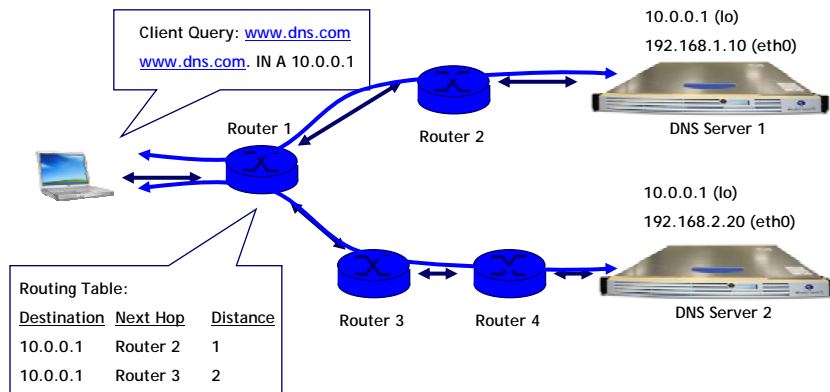 Client Query: www.dns.com
www.dns.com. IN A 10.0.0.1
10.0.0.1 (lo)
192.168.1.10 (eth0)
Router 1
Router 2
DNS Server 1
10.0.0.1 (lo)
192.168.2.20 (eth0)
Routing Table:
Destination Next Hop Distance
10.0.0.1 Router 2 1
10.0.0.1 Router 3 2
Router 3
Router 4
DNS Server 2